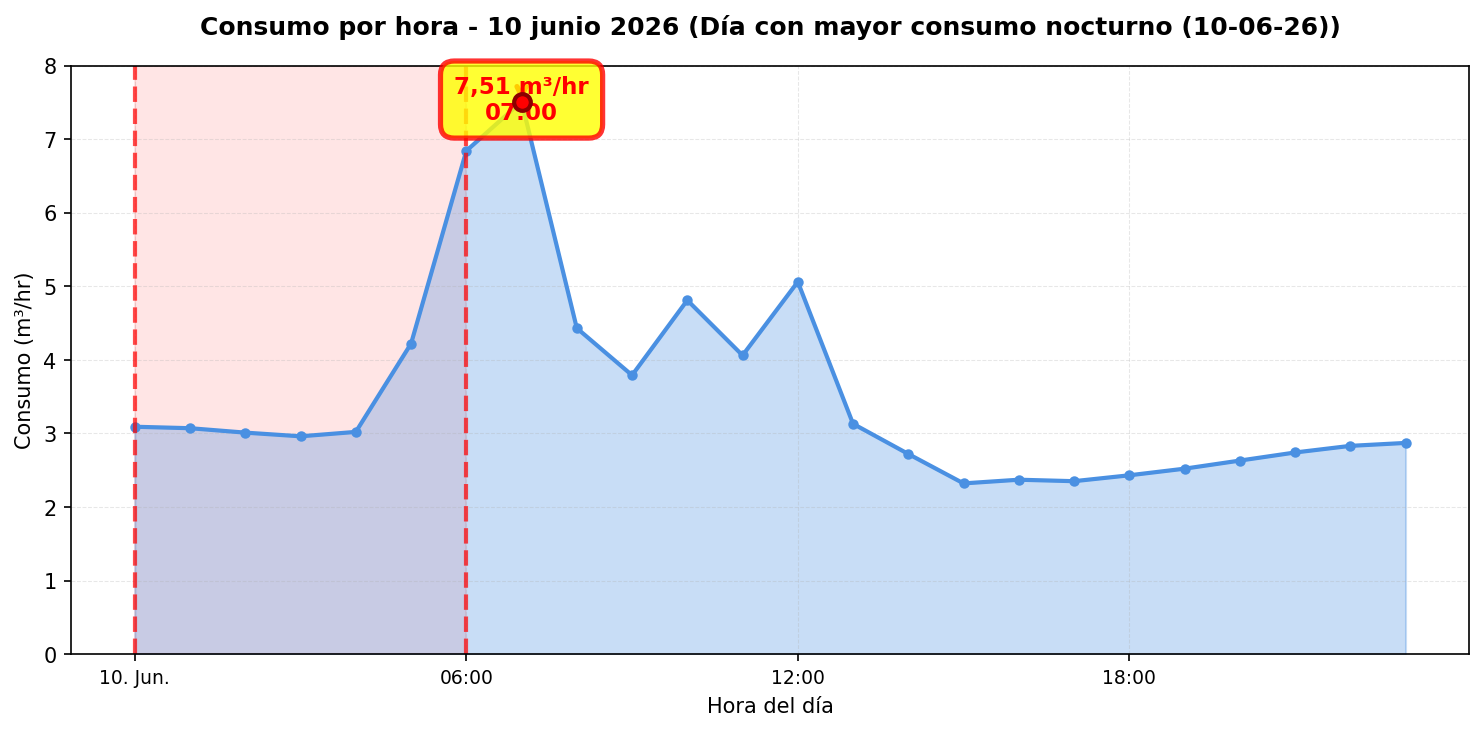 Consumo por hora - 10 junio 2026 (Día con mayor consumo nocturno (10-06-26))
7,51 m³/hr
07:00
Consumo (m³/hr)
8
7
6
5
4
3
2
1
0
10. Jun.
06:00
12:00
18:00
Hora del día